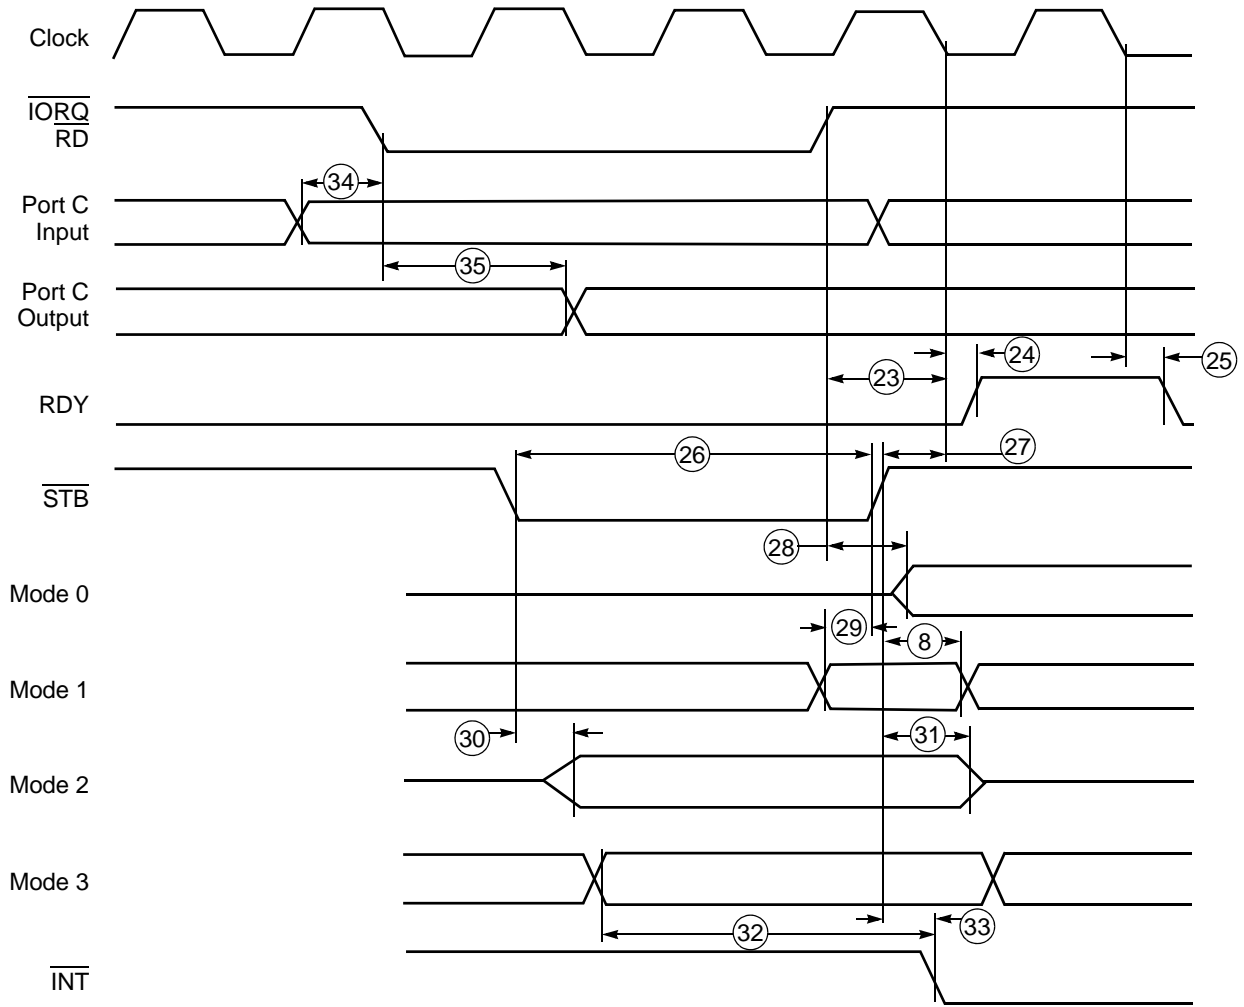 Clock
IORQ
RD
34
Port C
Input
35
Port C
Output
24
25
23
RDY
26
27
STB
28
Mode 0
29
8
Mode 1
30
31
Mode 2
Mode 3
32
33
INT